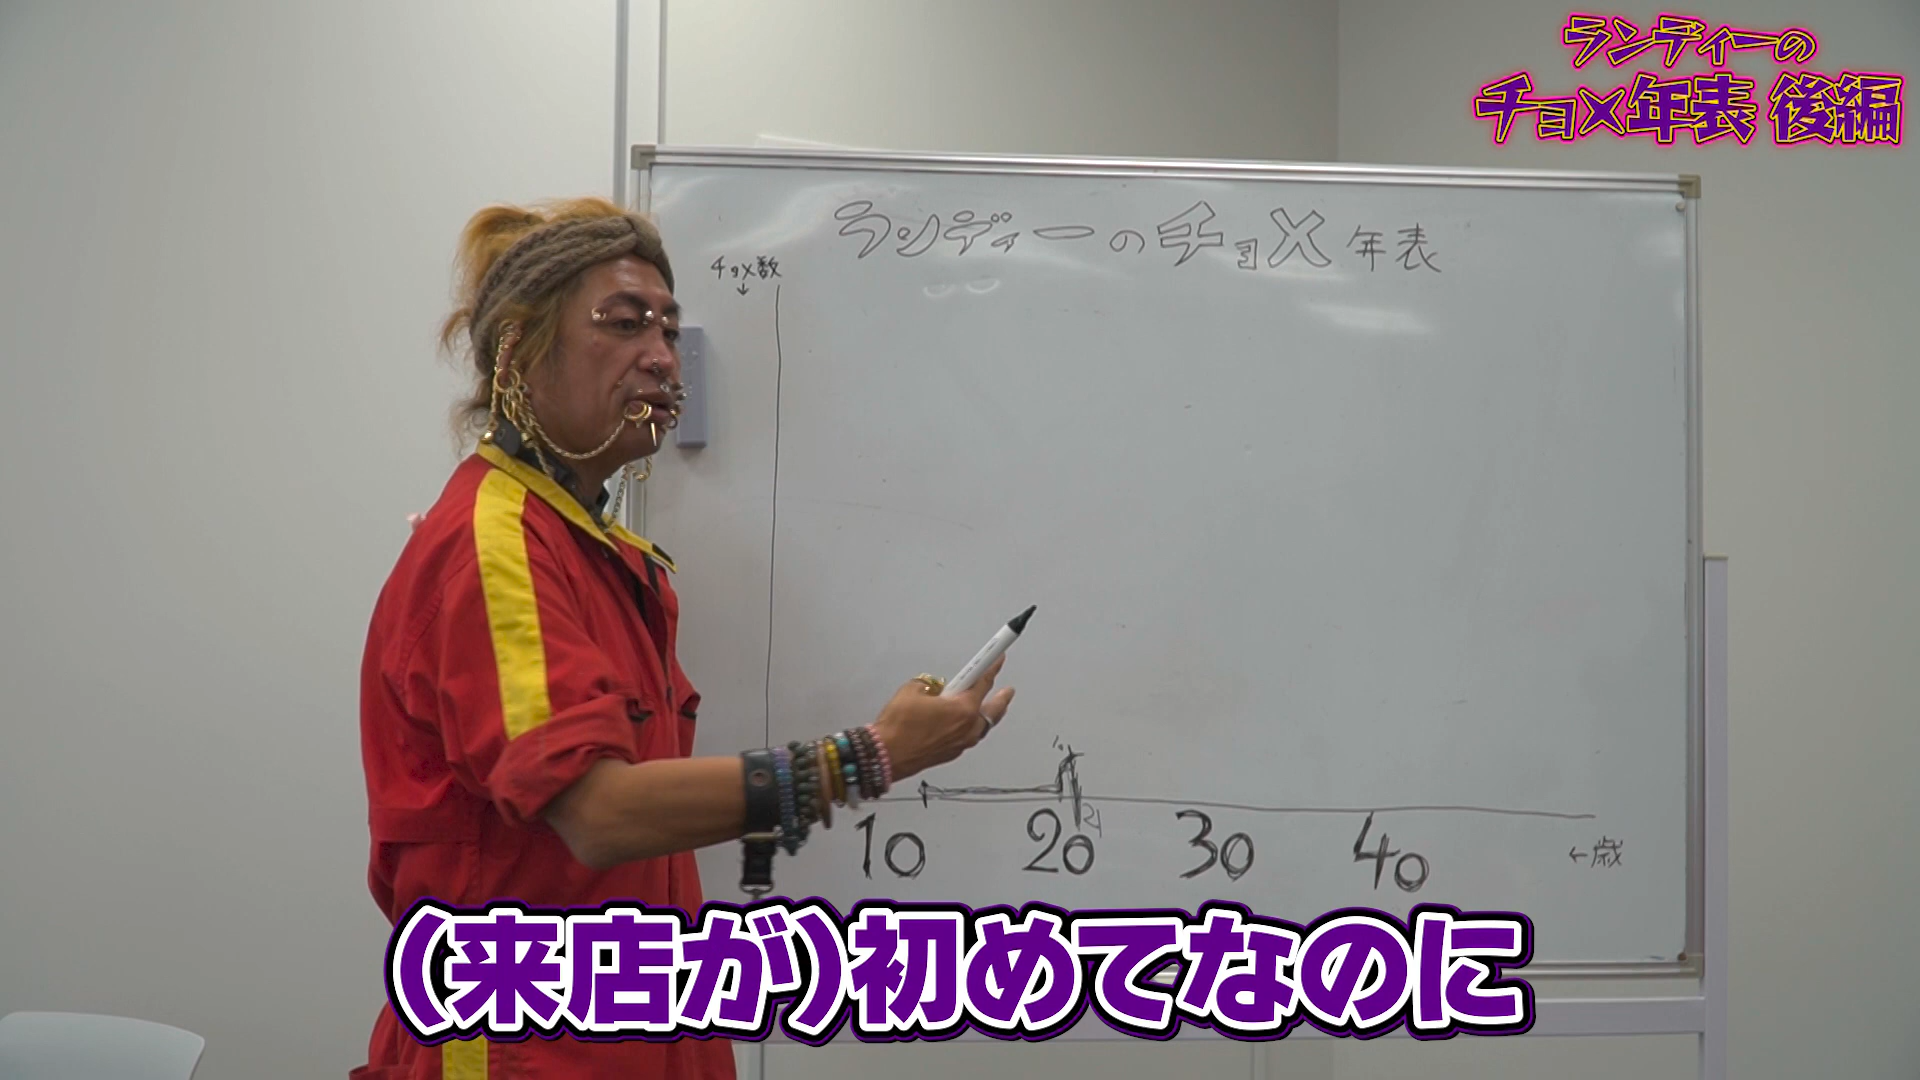 ランディーの
チョメ年表 後編
ランディーのチョメ年表
チョメ数
↓
10 20 30 40
21
←歳
(来店が)初めてなのに